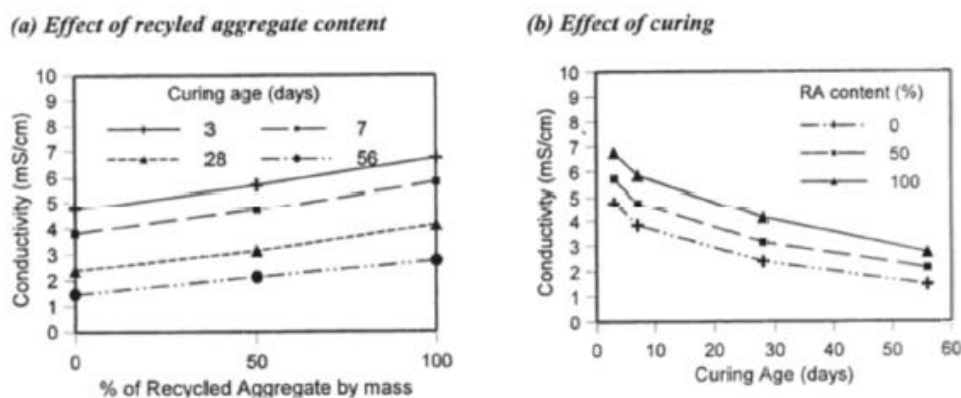 (a) Effect of recyled aggregate content
10
9
8
7
6
5
4
3
2
1
0
Conductivity (mS/cm)
Curing age (days)
3 7
28 56
0 50 100
% of Recycled Aggregate by mass
(b) Effect of curing
10
9
8
7
6
5
4
3
2
1
0
Conductivity (mS/cm)
RA content (%)
0
50
100
0 10 20 30 40 50 60
Curing Age (days)